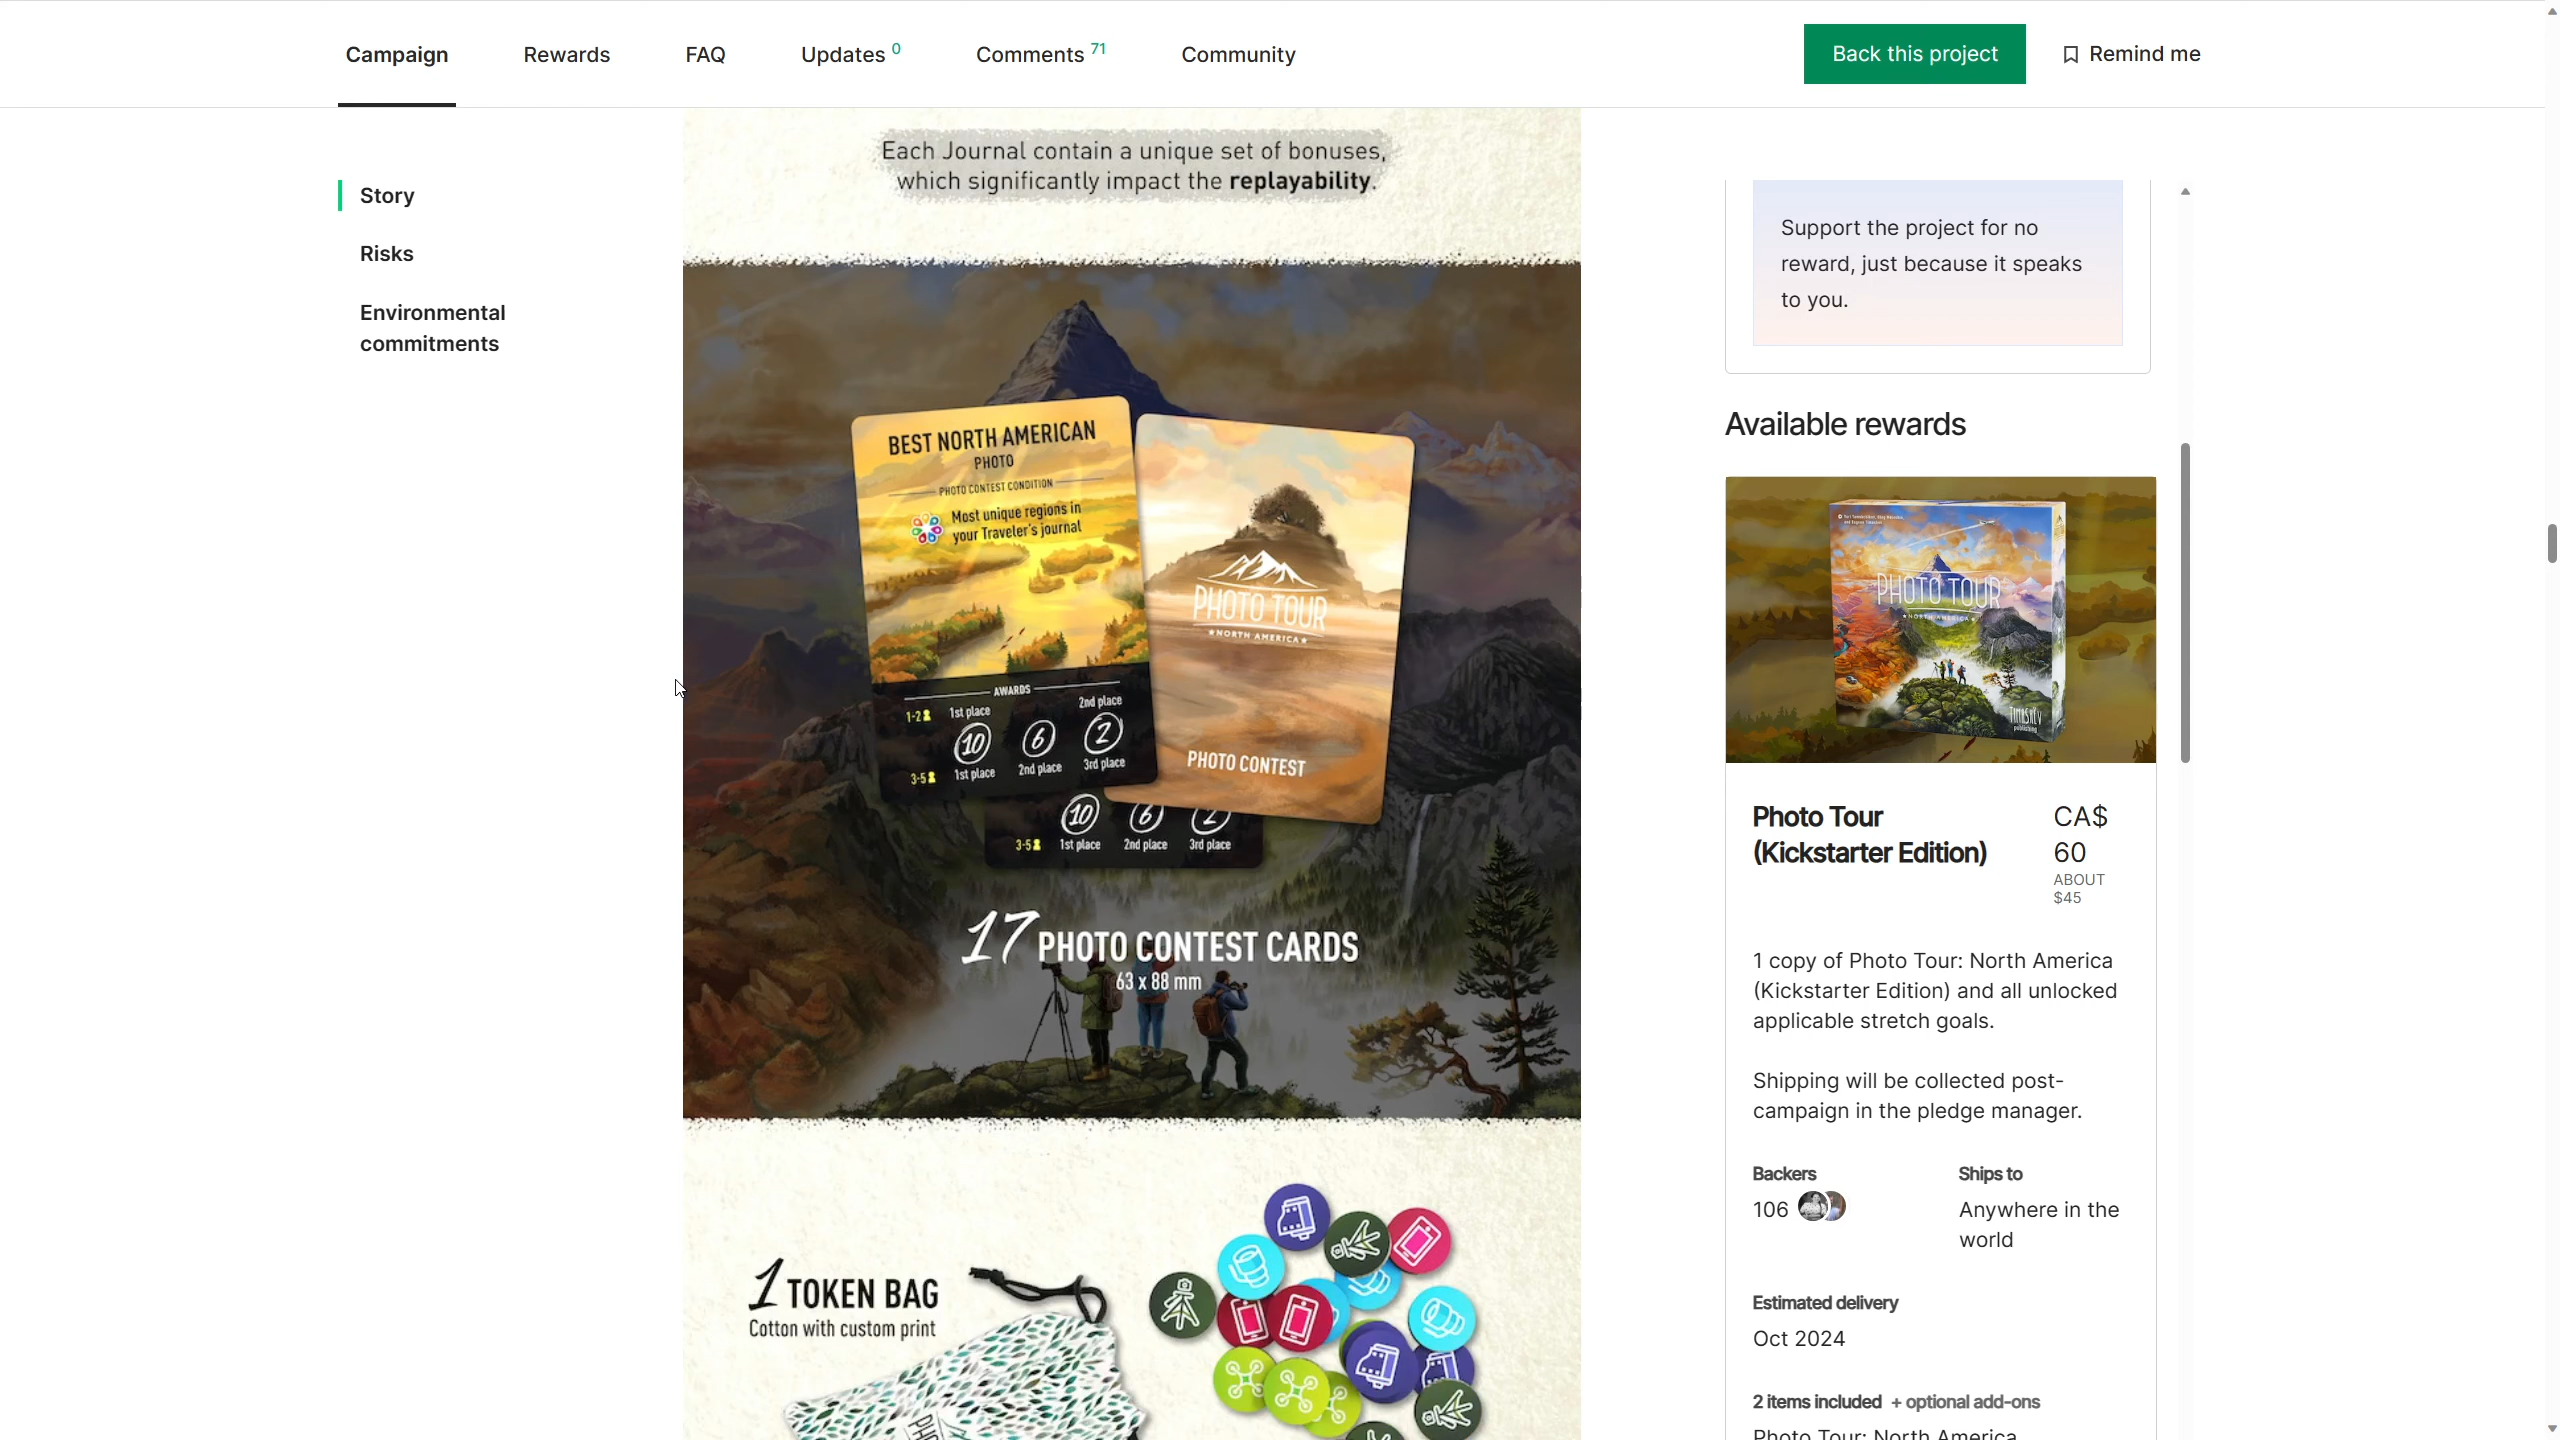 Campaign
Rewards
FAQ
Updates 0
Comments 71
Community
Back this project
Remind me
Story
Risks
Environmental
commitments
Each Journal contain a unique set of bonuses,
which significantly impact the replayability.
BEST NORTH AMERICAN
PHOTO
PHOTO CONTEST CONDITION
Most unique regions in
your Traveler's journal
AWARDS
1-2 1st place 2nd place
10 6 2
3-5 1st place 2nd place 3rd place
PHOTO TOUR
NORTH AMERICA
PHOTO CONTEST
10 6 2
3-5 1st place 2nd place 3rd place
17 PHOTO CONTEST CARDS
63 x 88 mm
1 TOKEN BAG
Cotton with custom print
Support the project for no
reward, just because it speaks
to you.
Available rewards
PHOTO TOUR
NORTH AMERICA
publishing
Photo Tour
(Kickstarter Edition)
CA$
60
ABOUT
$45
1 copy of Photo Tour: North America
(Kickstarter Edition) and all unlocked
applicable stretch goals.
Shipping will be collected post-
campaign in the pledge manager.
Backers
106
Ships to
Anywhere in the
world
Estimated delivery
Oct 2024
2 items included + optional add-ons
Photo Tour: North America